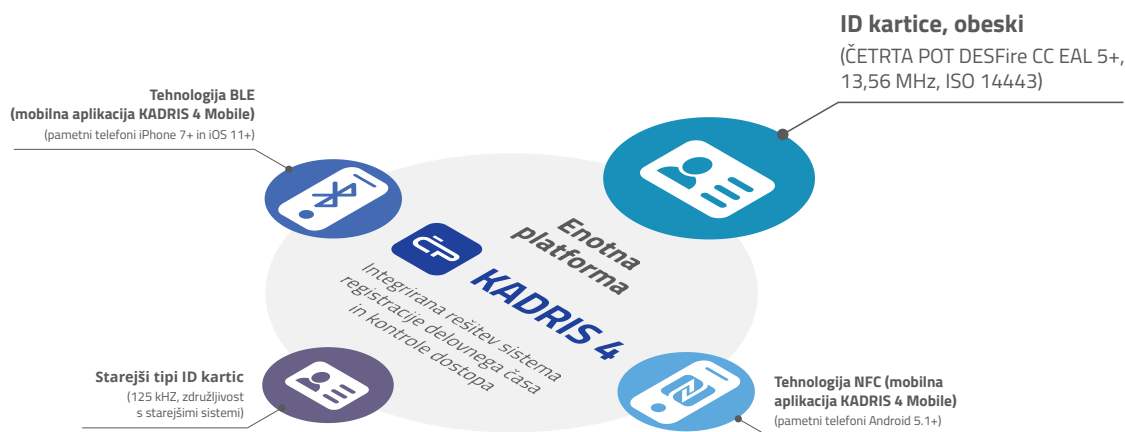 ID kartice, obeski
(ČETRTA POT DESFire CC EAL 5+,
13,56 MHz, ISO 14443)
Tehnologija BLE
(mobilna aplikacija KADRIS 4 Mobile)
(pametni telefoni iPhone 7+ in iOS 11+)
Enotna
platforma
ČP
KADRIS 4
Integrirana rešitev sistema
registracije delovnega časa
in kontrole dostopa
Starejši tipi ID kartic
(125 kHZ, združljivost
s starejšimi sistemi)
Tehnologija NFC (mobilna
aplikacija KADRIS 4 Mobile)
(pametni telefoni Android 5.1+)